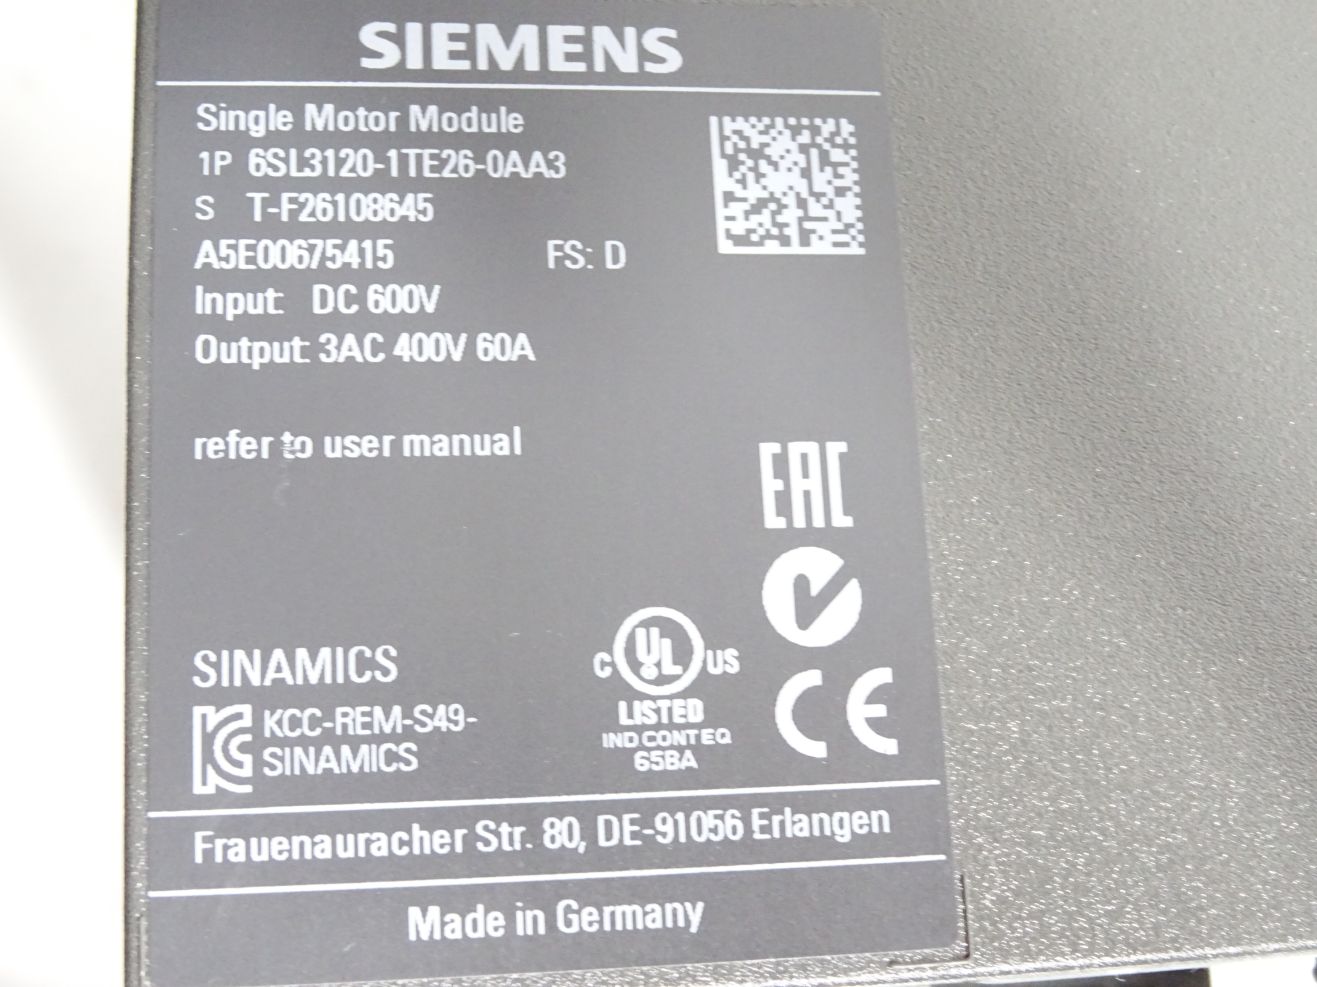 SIEMENS
Single Motor Module
1P 6SL3120-1TE26-0AA3
S T-F26108645
A5E00675415 FS: D
Input: DC 600V
Output: 3AC 400V 60A
refer to user manual
EAC
SINAMICS
C UL US
LISTED
IND CONT EQ
65BA
KCC-REM-S49-
SINAMICS
CE
Frauenauracher Str. 80, DE-91056 Erlangen
Made in Germany